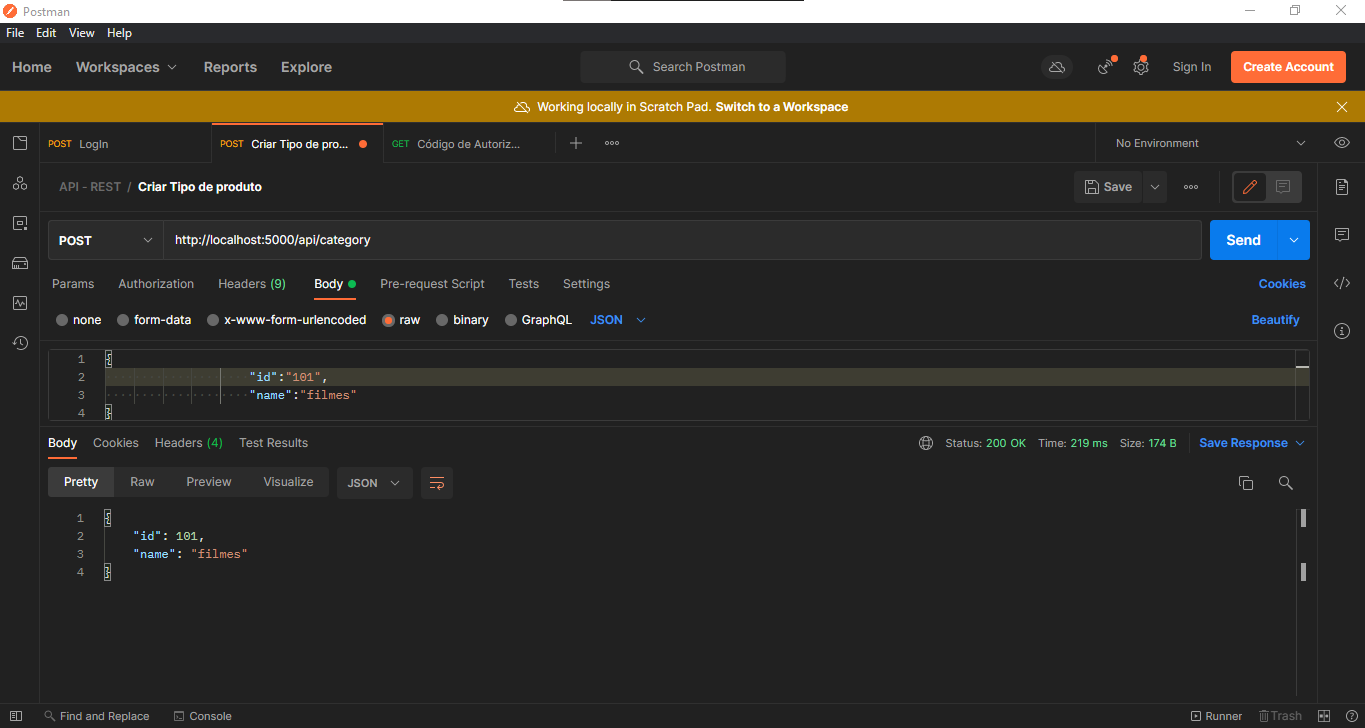 Postman
File Edit View Help
Home Workspaces Reports Explore Search Postman Sign In Create Account
Working locally in Scratch Pad. Switch to a Workspace
POST LogIn POST Criar Tipo de pro... GET Código de Autoriz... No Environment
API - REST / Criar Tipo de produto Save
POST http://localhost:5000/api/category Send
Params Authorization Headers (9) Body Pre-request Script Tests Settings Cookies
none form-data x-www-form-urlencoded raw binary GraphQL JSON Beautify
1 {
2 "id":"101",
3 "name":"filmes"
4 }
Body Cookies Headers (4) Test Results Status: 200 OK Time: 219 ms Size: 174 B Save Response
Pretty Raw Preview Visualize JSON
1 {
2 "id": 101,
3 "name": "filmes"
4 }
Find and Replace Console Runner Trash